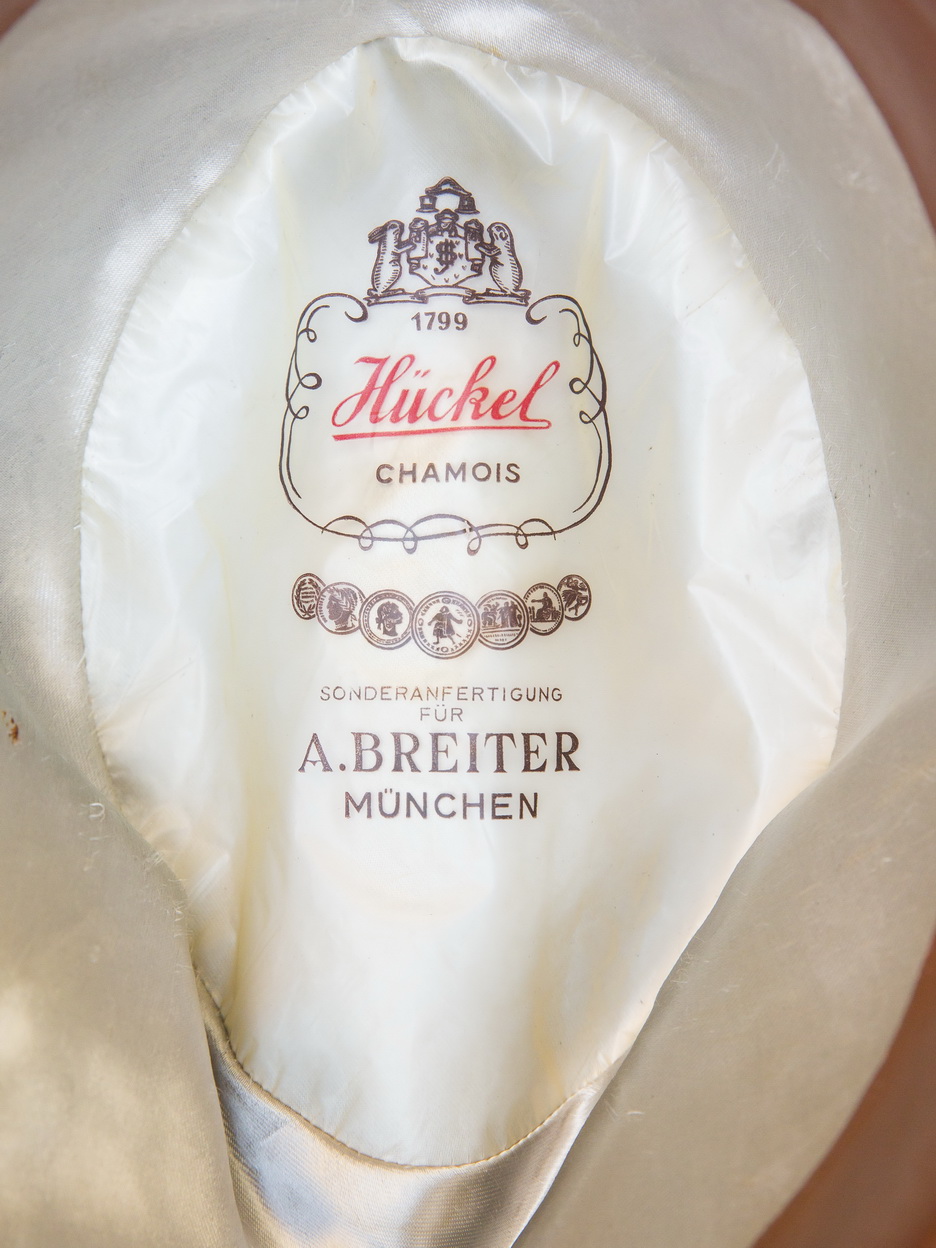 1799
Hückel
CHAMOIS
SONDERANFERTIGUNG
FÜR
A.BREITER
MÜNCHEN